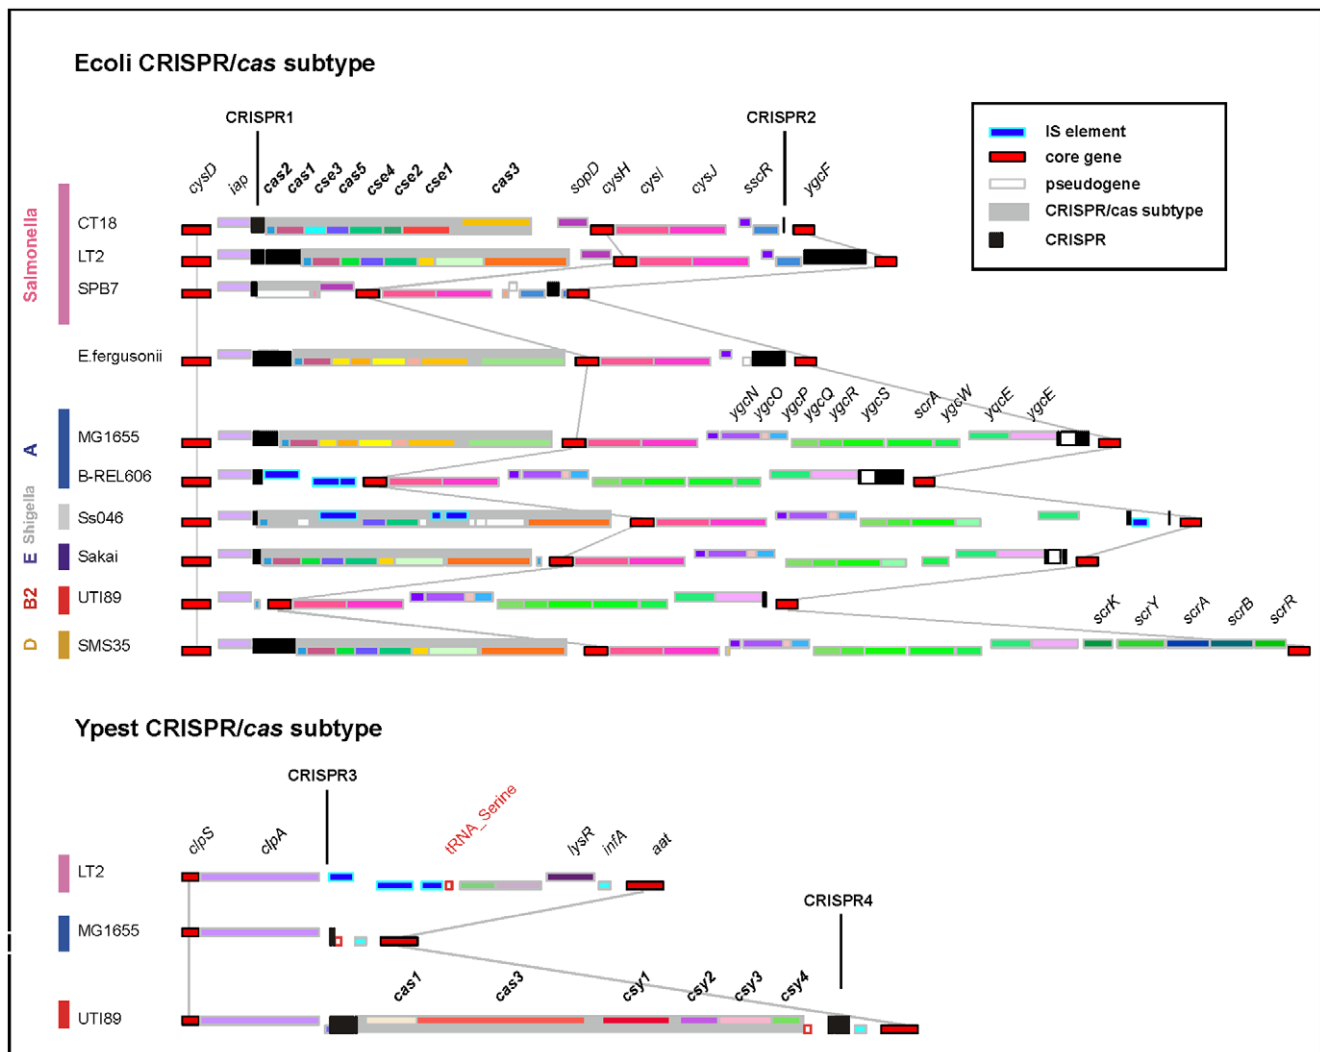 Ecoli CRISPR/cas subtype
CRISPR1
CRISPR2
cysD iap cas2 cas1 cse3 cas5 cse4 cse2 cse1 cas3 sopD cysH cysI cysJ sscR ygcF
IS element
core gene
pseudogene
CRISPR/cas subtype
CRISPR
Salmonella
CT18
LT2
SPB7
E.fergusonii
ygcN ygcO ygcP ygcQ ygcR ygcS scrA ygcW yqcE ygcE
A
MG1655
B-REL606
Shigella
Ss046
E
Sakai
B2
UTI89
scrK scrY scrA scrB scrR
D
SMS35
Ypest CRISPR/cas subtype
CRISPR3
clpS clpA tRNA_Serine lysR infA aat
LT2
CRISPR4
MG1655
cas1 cas3 csy1 csy2 csy3 csy4
UTI89